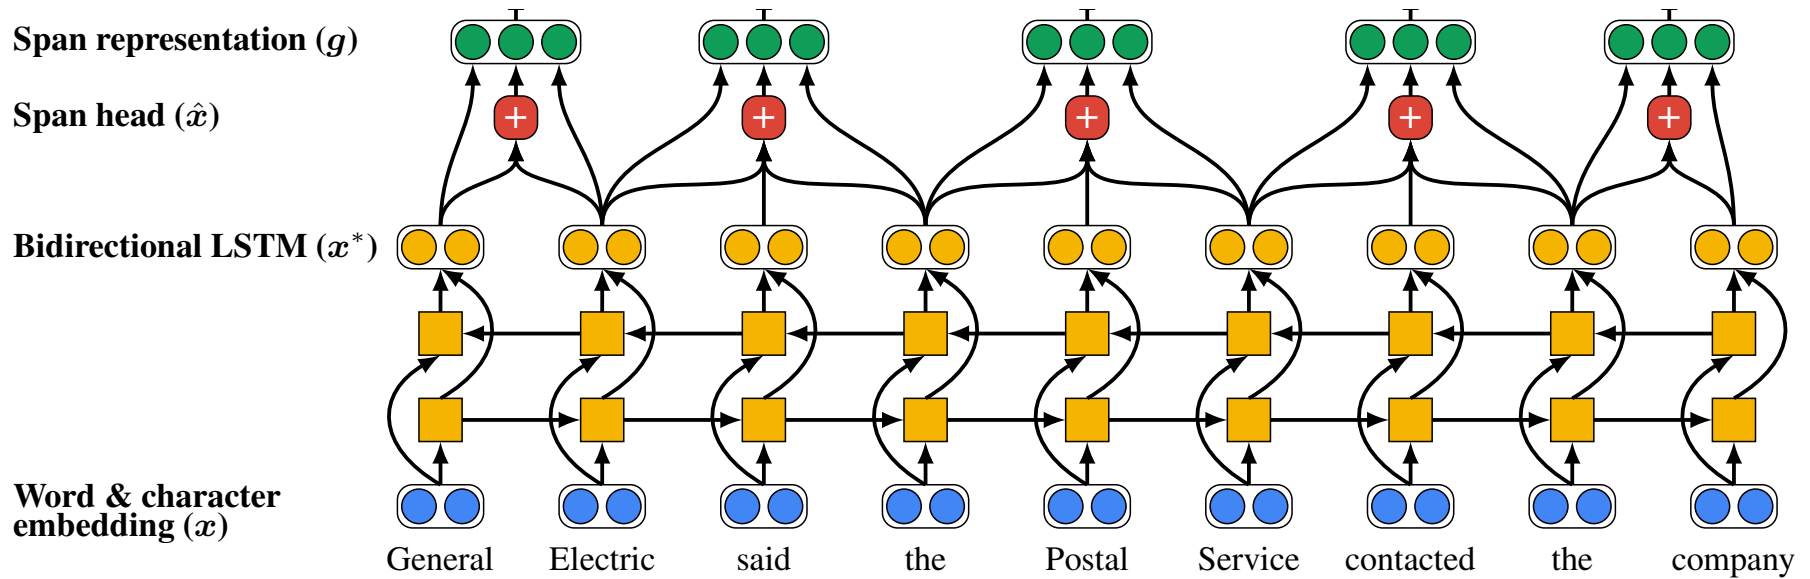 Span representation (g)
Span head (x̂)
+ + + + +
Bidirectional LSTM (x*)
Word & character
embedding (x)
General Electric said the Postal Service contacted the company